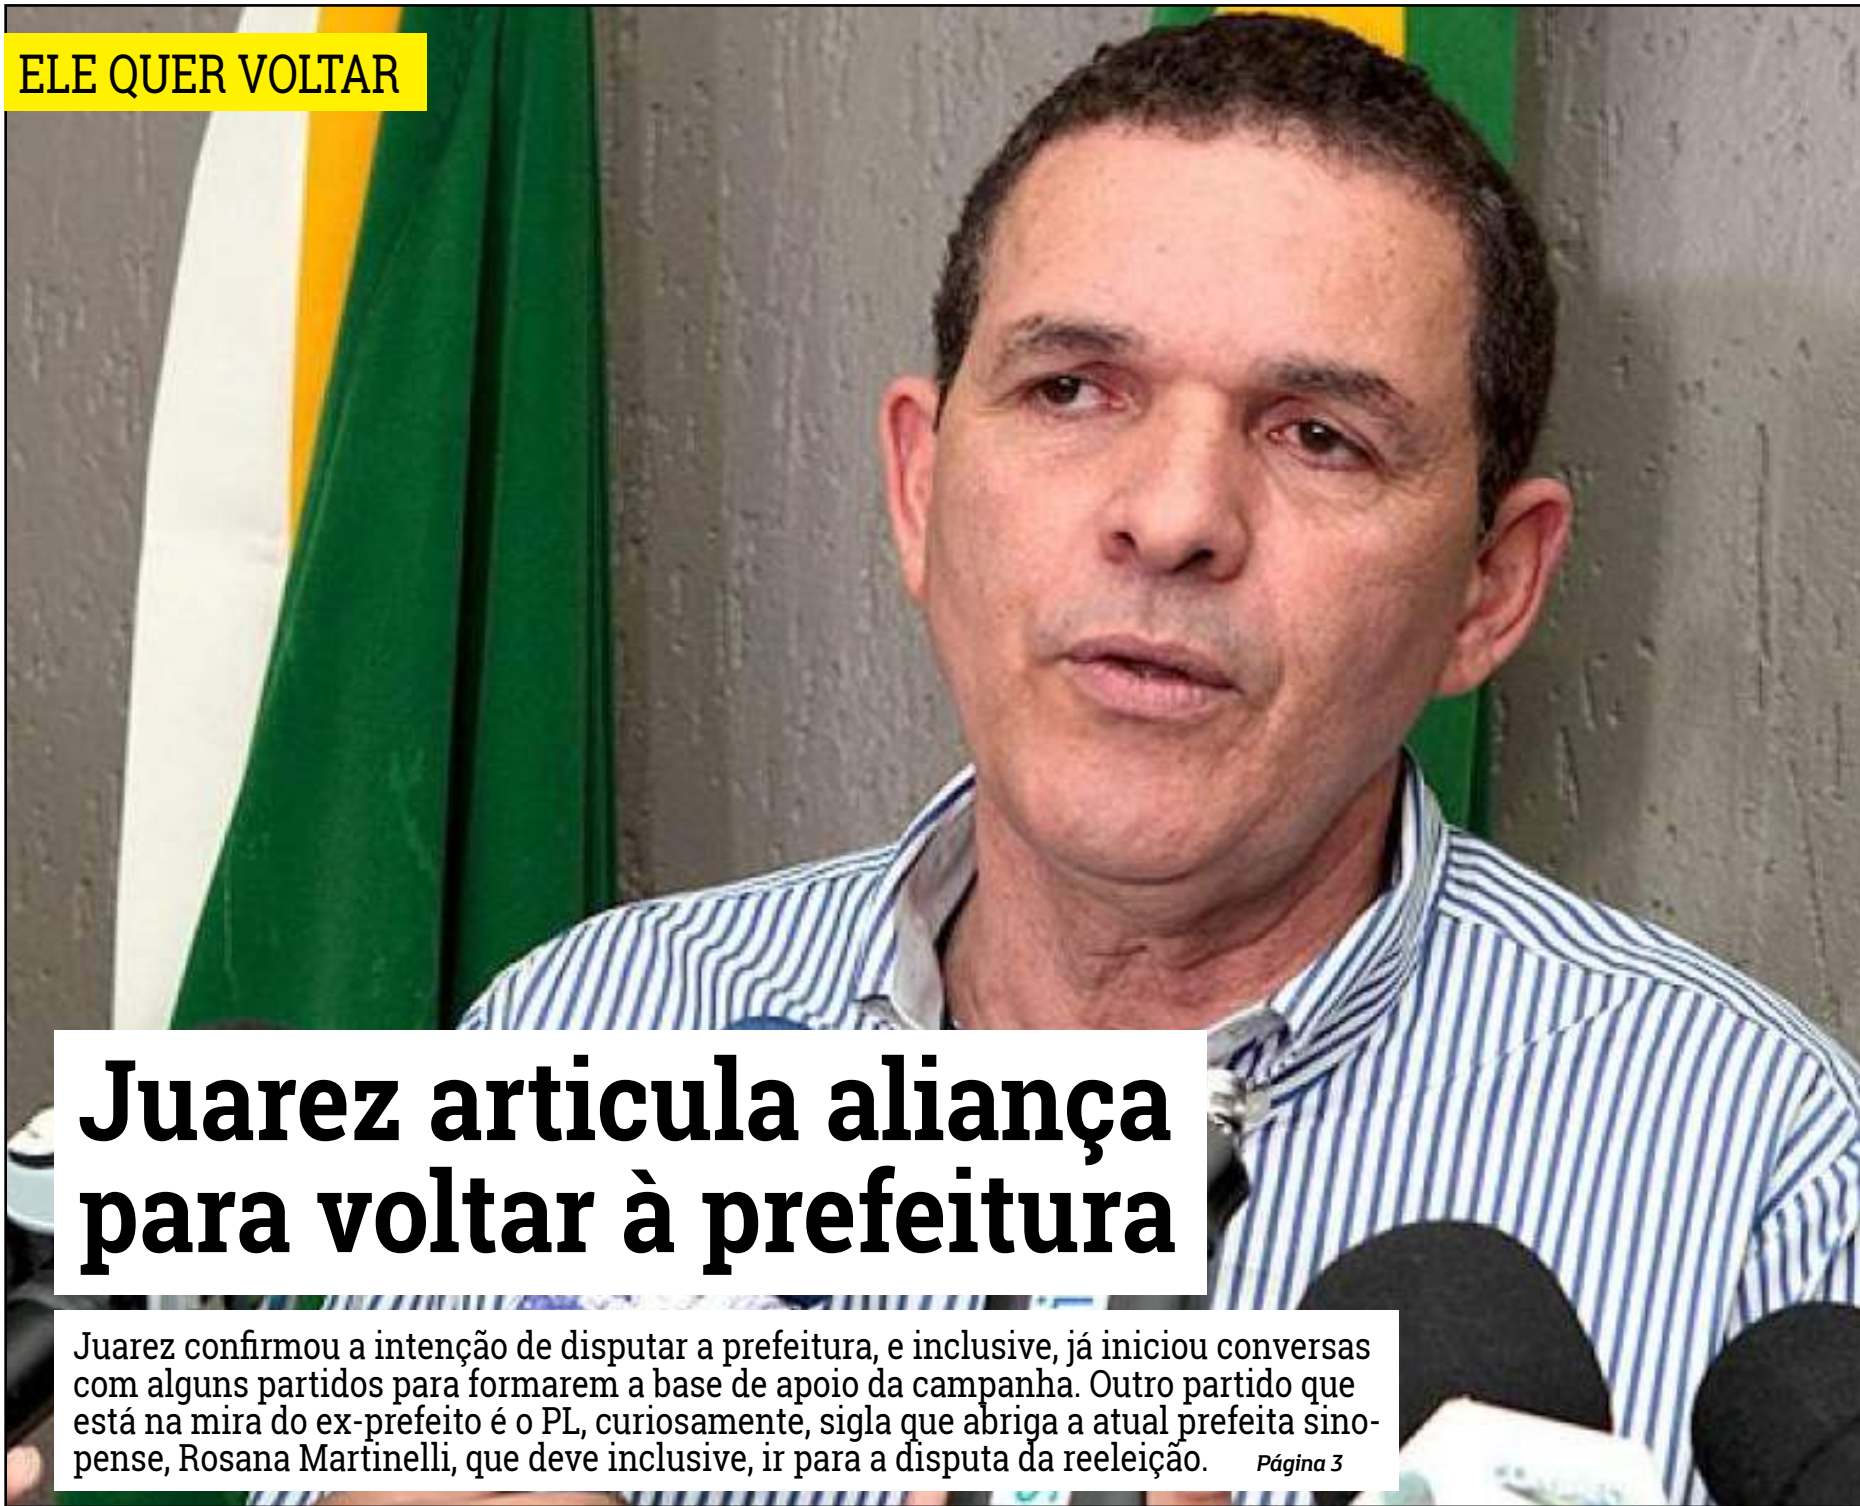 ELE QUER VOLTAR
Juarez articula aliança
para voltar à prefeitura
Juarez confirmou a intenção de disputar a prefeitura, e inclusive, já iniciou conversas
com alguns partidos para formarem a base de apoio da campanha. Outro partido que
está na mira do ex-prefeito é o PL, curiosamente, sigla que abriga a atual prefeita sino-
pense, Rosana Martinelli, que deve inclusive, ir para a disputa da reeleição. Página 3